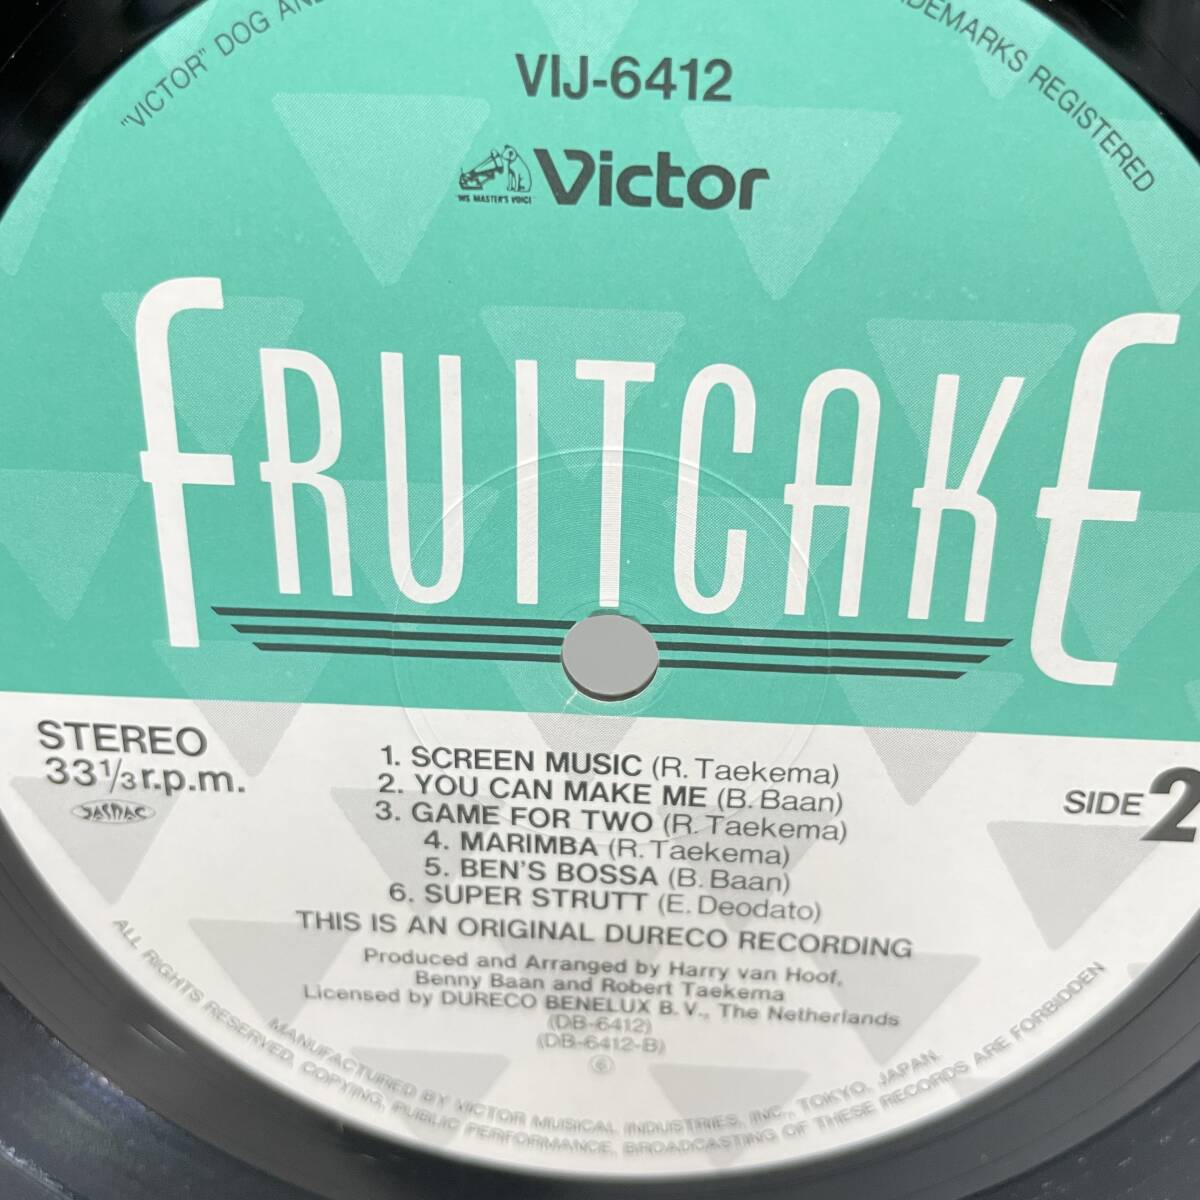 "VICTOR" DOG AND
TRADEMARKS REGISTERED
VIJ-6412
HIS MASTER'S VOICE
Victor
FRUITCAKE
STEREO
33 1/3 r.p.m.
JASRAC
SIDE 2
1. SCREEN MUSIC (R. Taekema)
2. YOU CAN MAKE ME (B. Baan)
3. GAME FOR TWO (R. Taekema)
4. MARIMBA (R. Taekema)
5. BEN'S BOSSA (B. Baan)
6. SUPER STRUTT (E. Deodato)
THIS IS AN ORIGINAL DURECO RECORDING
Produced and Arranged by Harry van Hoof,
Benny Baan and Robert Taekema
Licensed by DURECO BENELUX B.V., The Netherlands
(DB-6412)
(DB-6412-B)
MANUFACTURED BY VICTOR MUSICAL INDUSTRIES, INC., TOKYO, JAPAN.
ALL RIGHTS RESERVED, COPYING, PUBLIC PERFORMANCE, BROADCASTING OF THESE RECORDS ARE FORBIDDEN